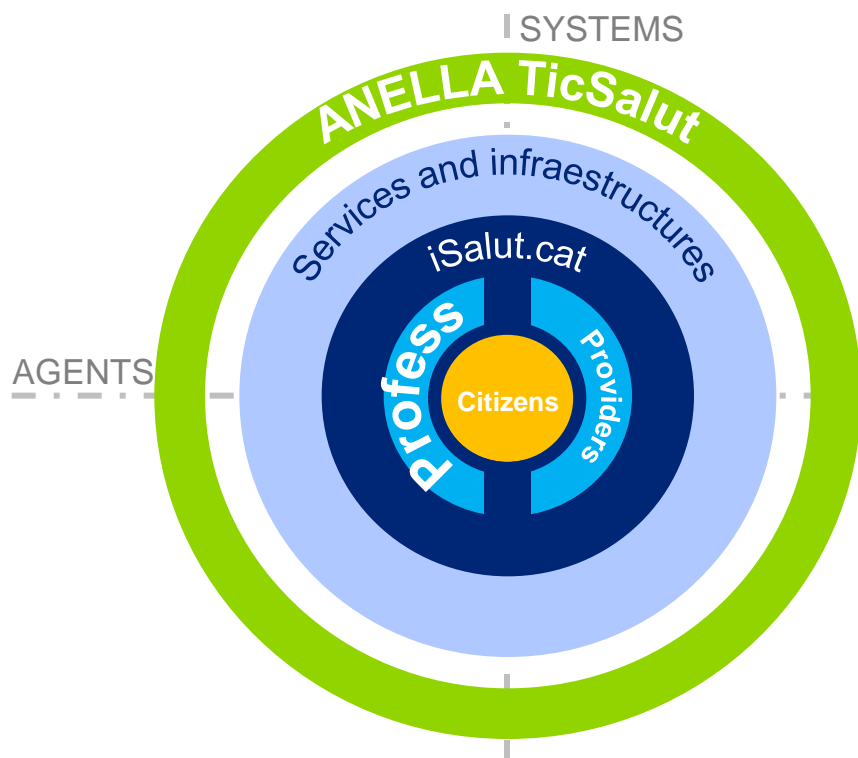 SYSTEMS
ANELLA TicSalut
Services and infraestructures
iSalut.cat
Profess
Providers
AGENTS
Citizens